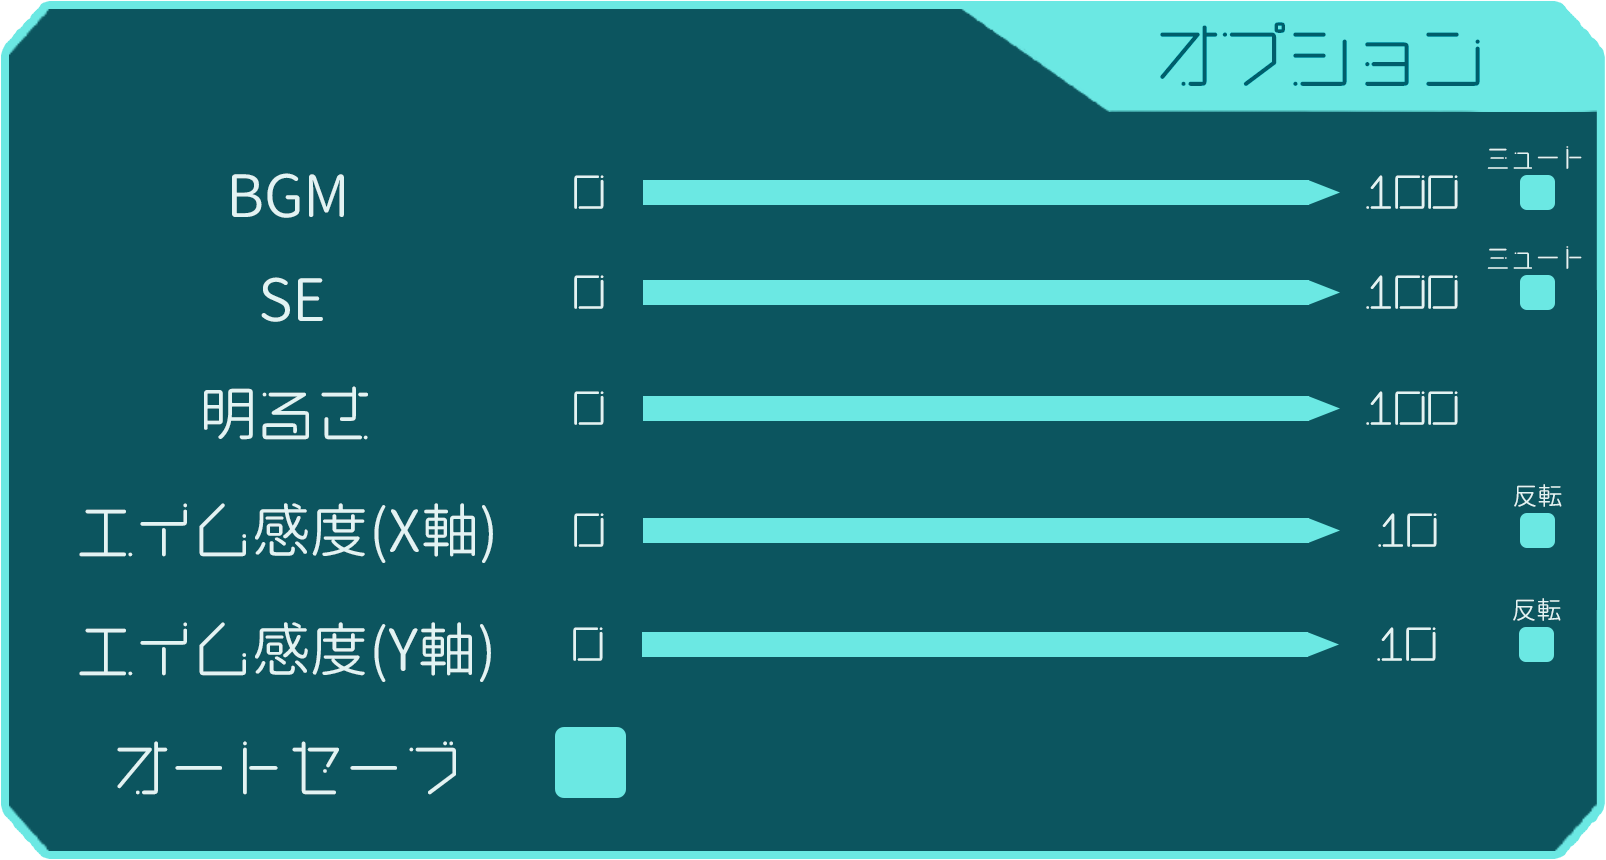 オプション
ミュート
BGM 0 100
ミュート
SE 0 100
明るさ 0 100
反転
エイム感度(X軸) 0 10
反転
エイム感度(Y軸) 0 10
オートセーブ